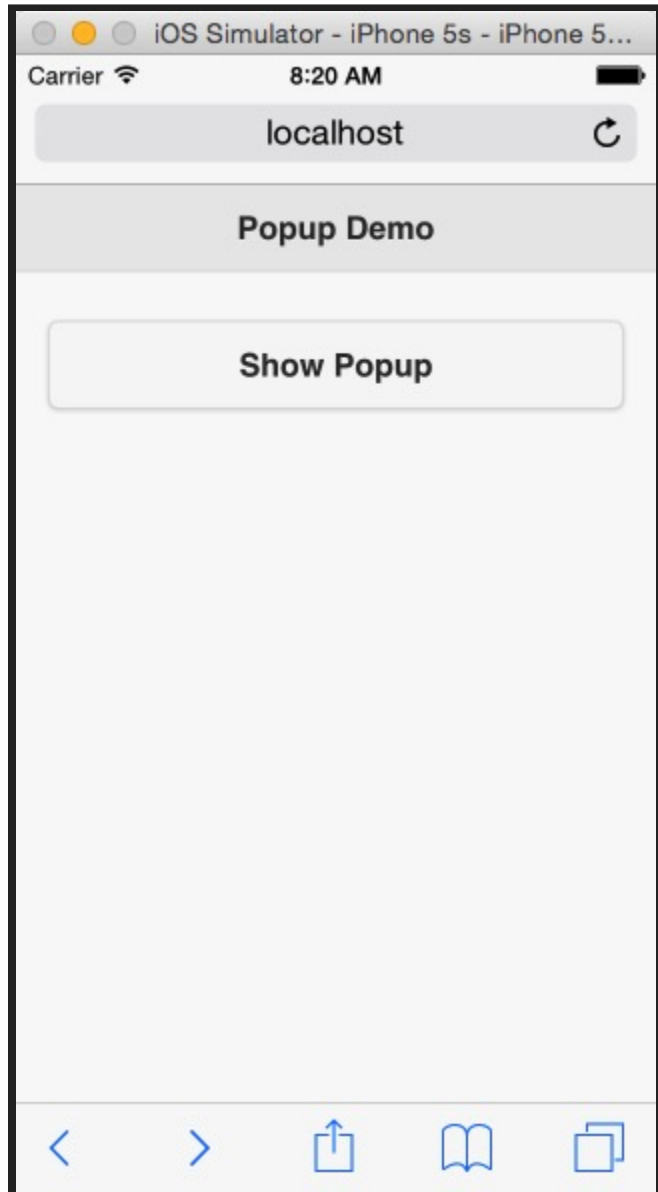 iOS Simulator - iPhone 5s - iPhone 5...
Carrier 8:20 AM
localhost
Popup Demo
Show Popup